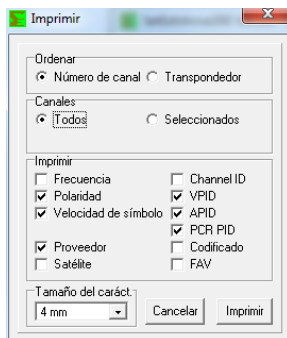 Imprimir
Ordenar
Número de canal Transpondedor
Canales
Todos Seleccionados
Imprimir
Frecuencia Channel ID
Polaridad VPID
Velocidad de símbolo APID
PCR PID
Proveedor Codificado
Satélite FAV
Tamaño del caráct.
4 mm Cancelar Imprimir